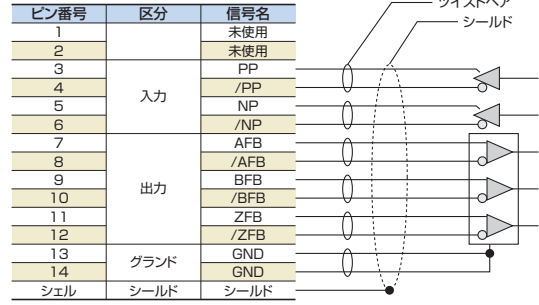 ツイストペア
シールド
ピン番号 区分 信号名
1 未使用
2 未使用
3 PP
4 /PP
入力
5 NP
6 /NP
7 AFB
8 /AFB
9 BFB
出力
10 /BFB
11 ZFB
12 /ZFB
13 GND
グランド
14 GND
シェル シールド シールド